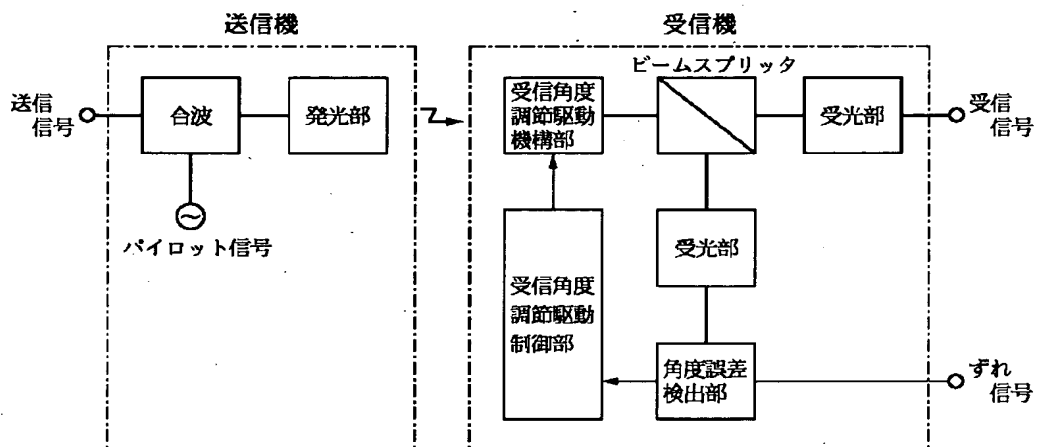 送信機
受信機
ビームスプリッタ
送信
信号
合波
発光部
受信角度
調節駆動
機構部
受光部
受信
信号
パイロット信号
受光部
受信角度
調節駆動
制御部
角度誤差
検出部
ずれ
信号